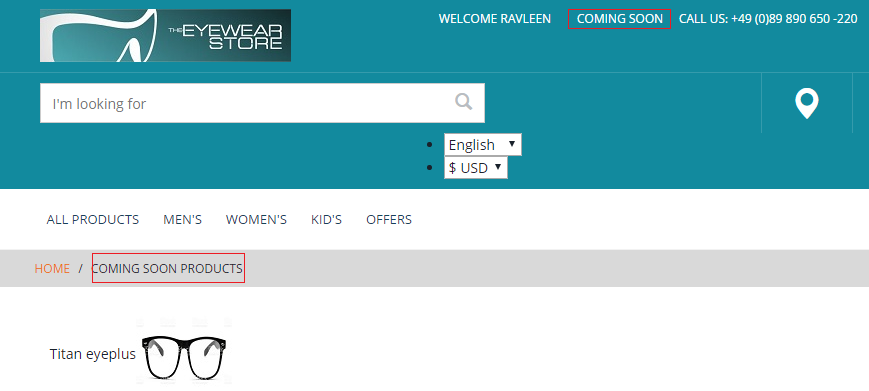 THE EYEWEAR
STORE
WELCOME RAVLEEN COMING SOON CALL US: +49 (0)89 890 650 -220
I'm looking for
English
$ USD
ALL PRODUCTS MEN'S WOMEN'S KID'S OFFERS
HOME / COMING SOON PRODUCTS
Titan eyeplus